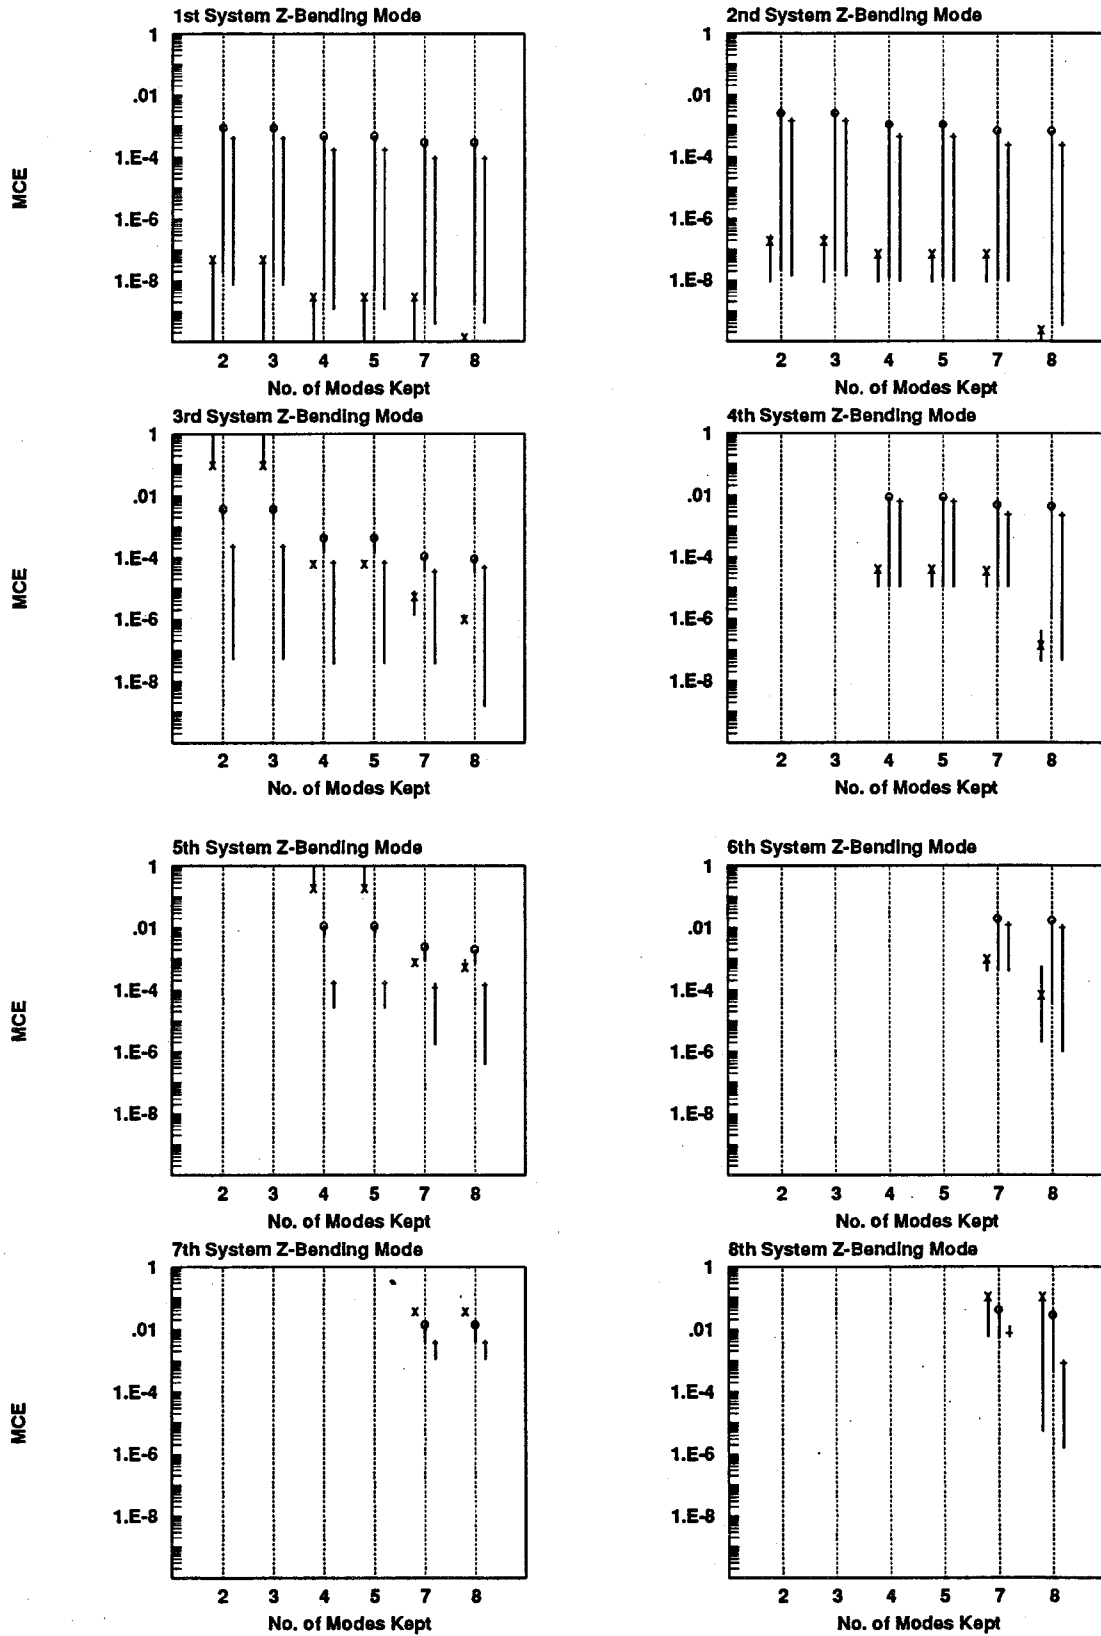 1st System Z-Bending Mode
MCE
1
.01
1.E-4
1.E-6
1.E-8
2 3 4 5 7 8
No. of Modes Kept
2nd System Z-Bending Mode
1
.01
1.E-4
1.E-6
1.E-8
2 3 4 5 7 8
No. of Modes Kept
3rd System Z-Bending Mode
MCE
1
.01
1.E-4
1.E-6
1.E-8
2 3 4 5 7 8
No. of Modes Kept
4th System Z-Bending Mode
1
.01
1.E-4
1.E-6
1.E-8
2 3 4 5 7 8
No. of Modes Kept
5th System Z-Bending Mode
MCE
1
.01
1.E-4
1.E-6
1.E-8
2 3 4 5 7 8
No. of Modes Kept
6th System Z-Bending Mode
1
.01
1.E-4
1.E-6
1.E-8
2 3 4 5 7 8
No. of Modes Kept
7th System Z-Bending Mode
MCE
1
.01
1.E-4
1.E-6
1.E-8
2 3 4 5 7 8
No. of Modes Kept
8th System Z-Bending Mode
1
.01
1.E-4
1.E-6
1.E-8
2 3 4 5 7 8
No. of Modes Kept